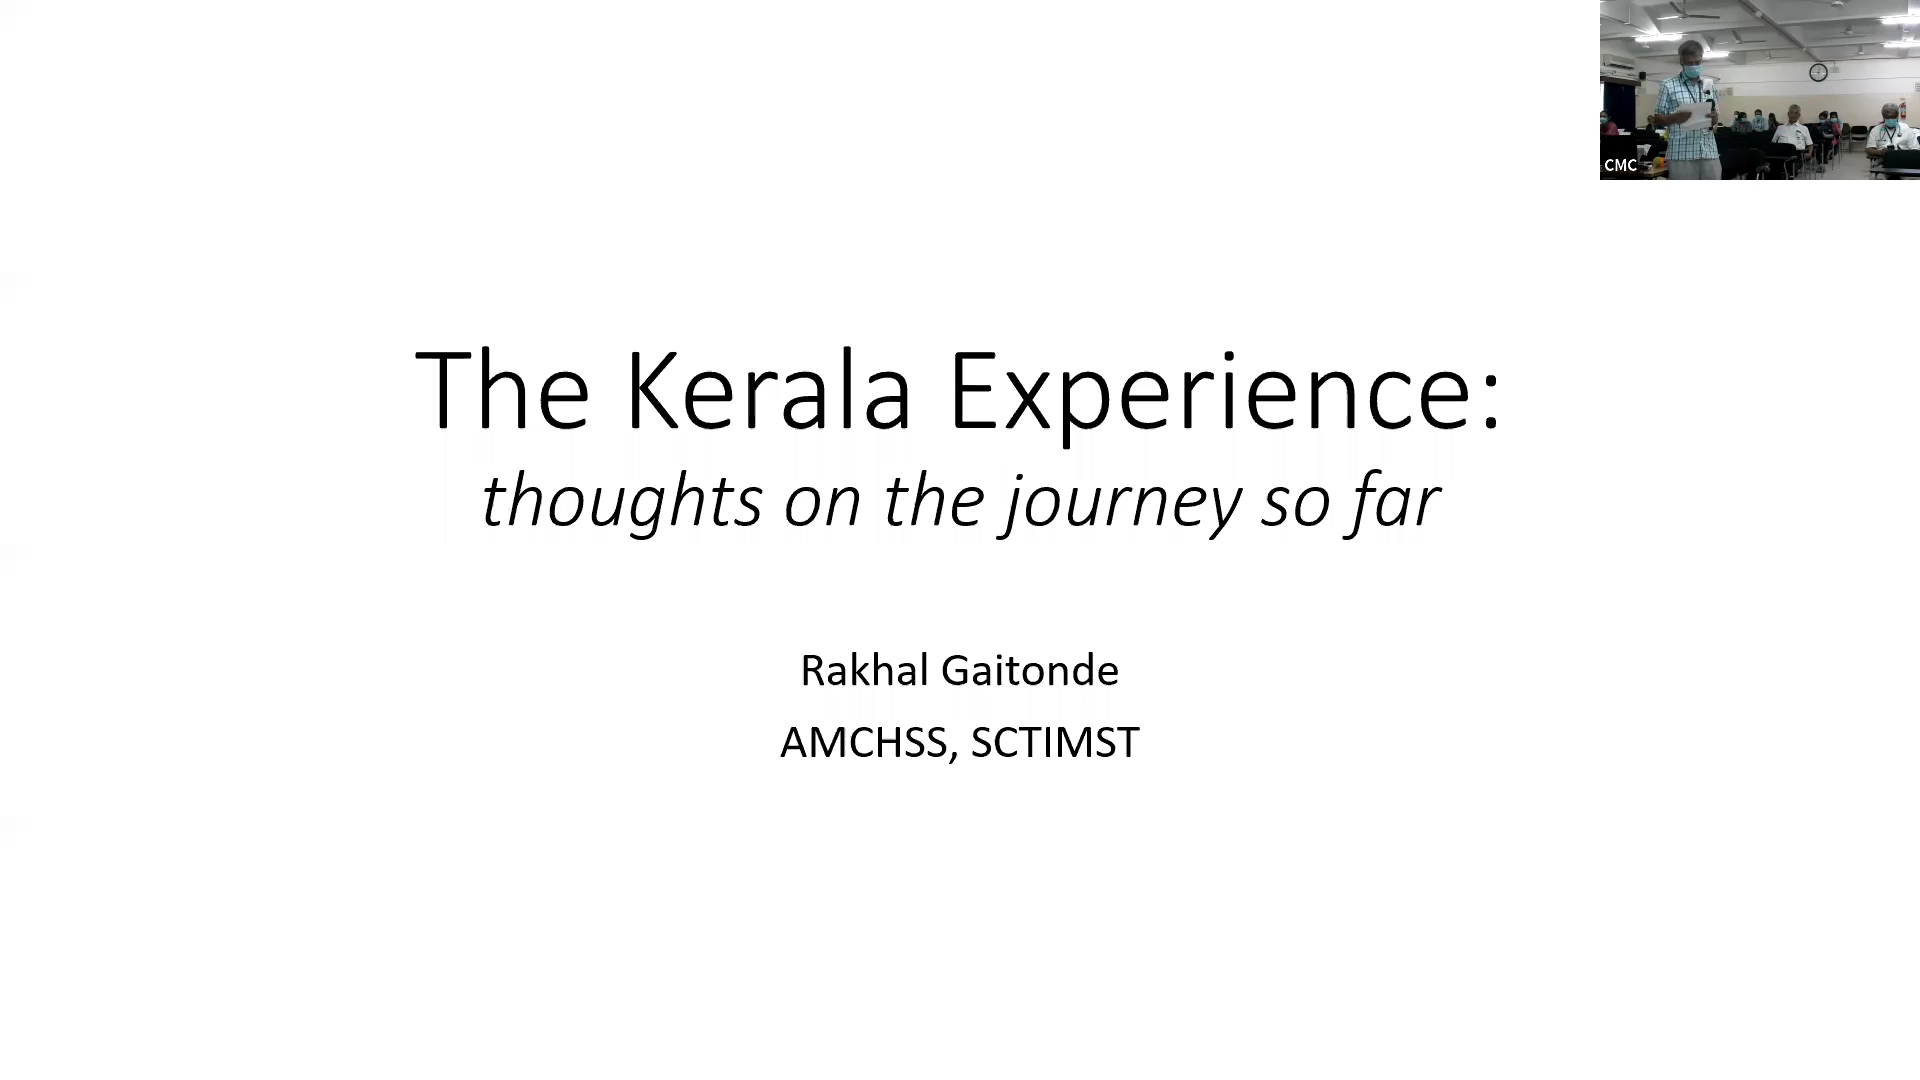 CMC
The Kerala Experience:
thoughts on the journey so far
Rakhal Gaitonde
AMCHSS, SCTIMST